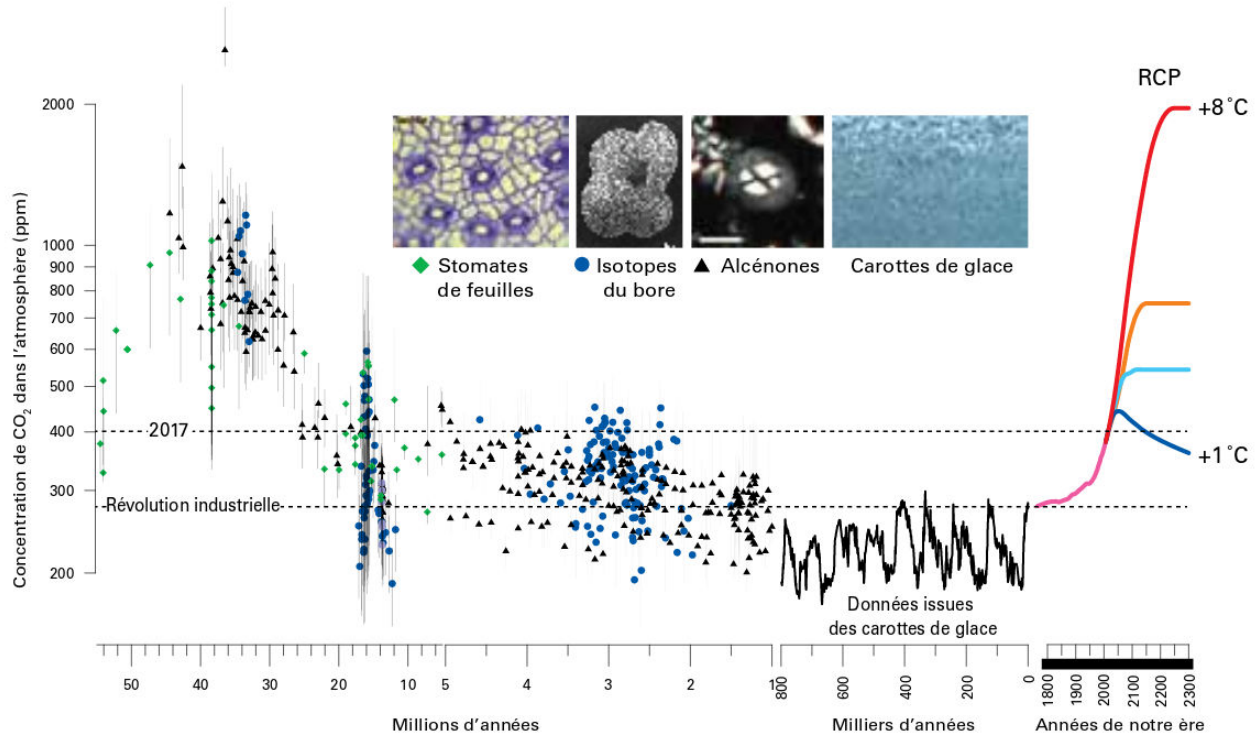 RCP
+8°C
2000
1000
900
800
700
600
500
400
300
200
Concentration de CO₂ dans l'atmosphère (ppm)
Stomates
de feuilles
Isotopes
du bore
Alcénones
Carottes de glace
2017
Révolution industrielle
+1°C
Données issues
des carottes de glace
50
40
30
20
10
5
4
3
2
1
800
600
400
200
0
1800
1900
2000
2100
2200
2300
Millions d'années
Milliers d'années
Années de notre ère